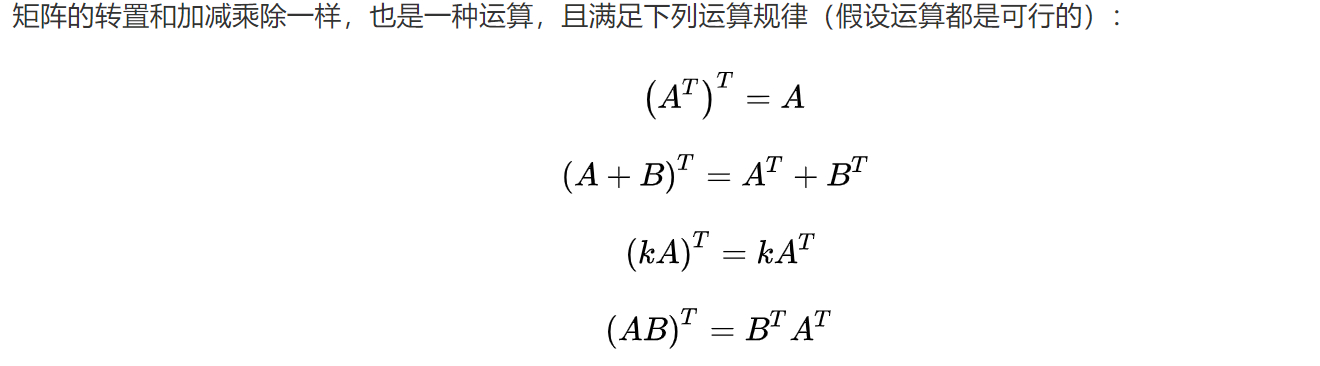 矩阵的转置和加减乘除一样，也是一种运算，且满足下列运算规律（假设运算都是可行的）：
(A^T)^T = A
(A + B)^T = A^T + B^T
(kA)^T = kA^T
(AB)^T = B^T A^T